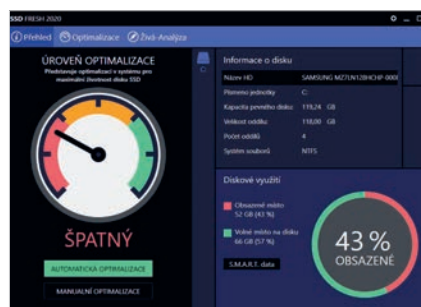 SSD FRESH 2020
Přehled Optimalizace Živá-Analýza
ÚROVEŇ OPTIMALIZACE
Představuje optimalizaci v systému pro
maximální životnost disku SSD
ŠPATNÝ
AUTOMATICKA OPTIMALIZACE
MANUALNÍ OPTIMALIZACE
C:
Informace o disku
Název HD SAMSUNG MZ7LN128HCHP-000
Písmeno jednotky C:
Kapacita pevného disku 119,24 GB
Velikost oddílu 118,00 GB
Počet oddílů 4
Systém souborů NTFS
Diskové využití
Obsazené místo
52 GB (43 %)
Volné místo na disku
66 GB (57 %)
S.M.A.R.T. data
43 %
OBSAZENÉ